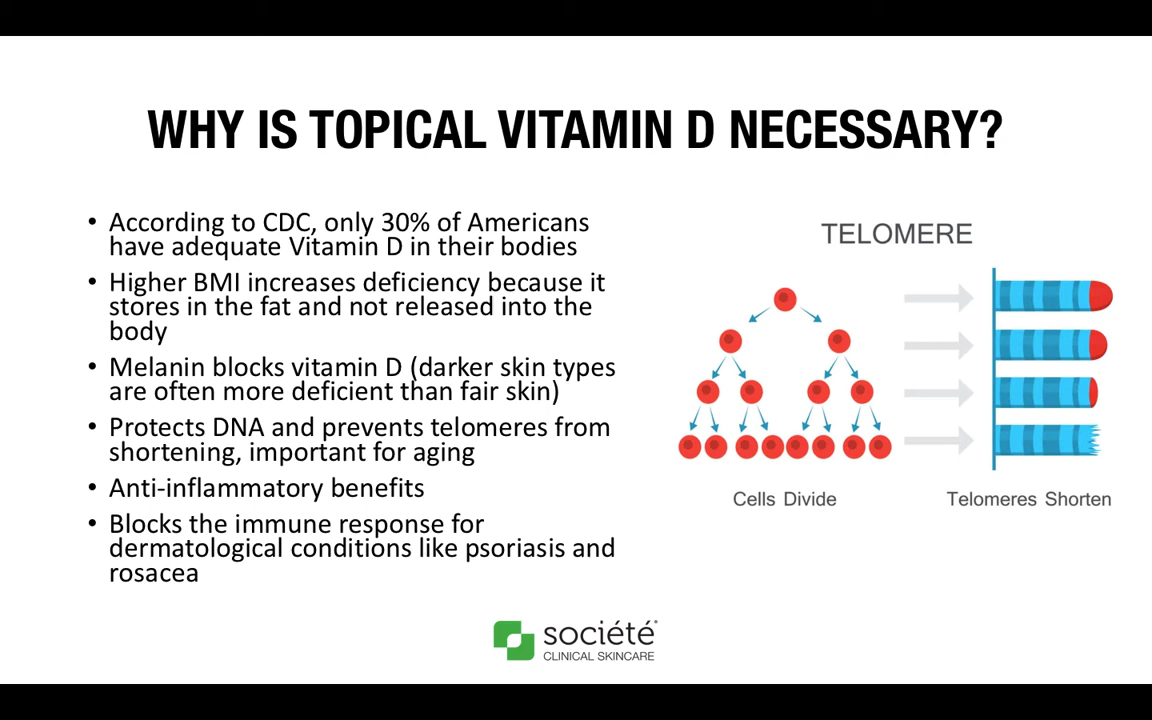 WHY IS TOPICAL VITAMIN D NECESSARY?
• According to CDC, only 30% of Americans
have adequate Vitamin D in their bodies
• Higher BMI increases deficiency because it
stores in the fat and not released into the
body
• Melanin blocks vitamin D (darker skin types
are often more deficient than fair skin)
• Protects DNA and prevents telomeres from
shortening, important for aging
• Anti-inflammatory benefits
• Blocks the immune response for
dermatological conditions like psoriasis and
rosacea
TELOMERE
Cells Divide
Telomeres Shorten
société®
CLINICAL SKINCARE